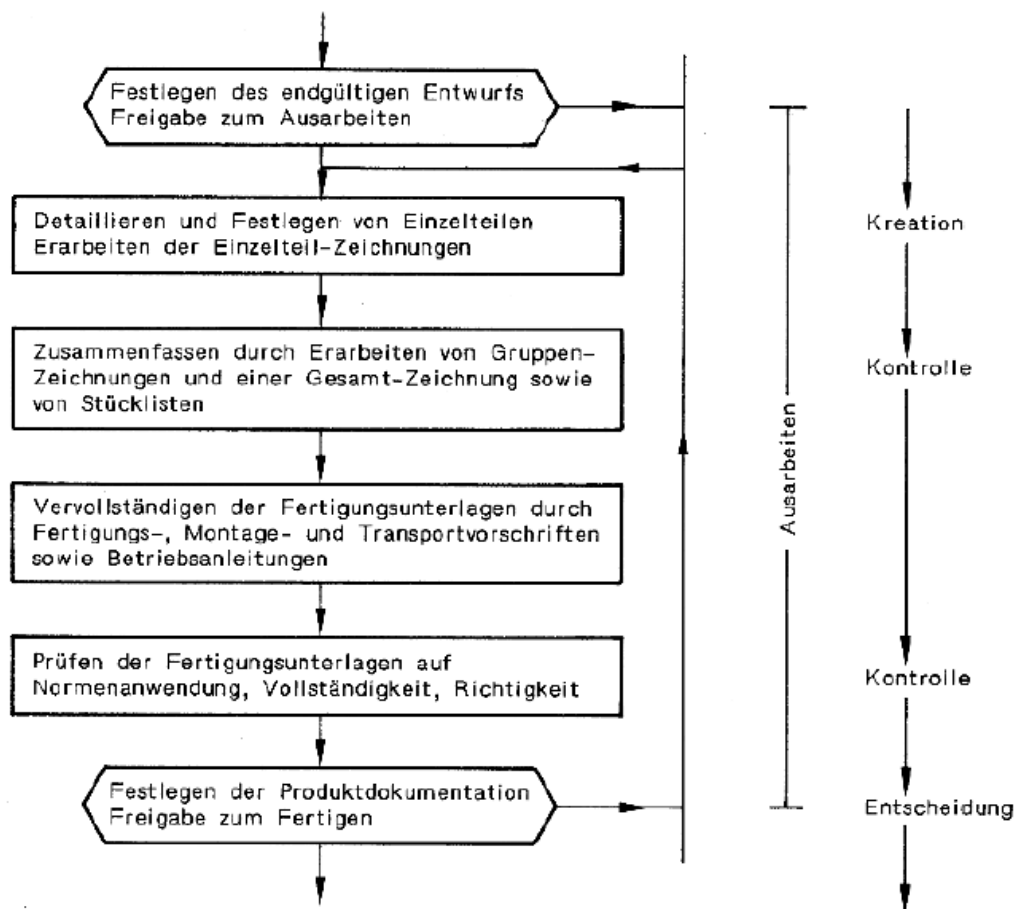 Festlegen des endgültigen Entwurfs
Freigabe zum Ausarbeiten
Detaillieren und Festlegen von Einzelteilen
Erarbeiten der Einzelteil-Zeichnungen
Zusammenfassen durch Erarbeiten von Gruppen-
Zeichnungen und einer Gesamt-Zeichnung sowie
von Stücklisten
Vervollständigen der Fertigungsunterlagen durch
Fertigungs-, Montage- und Transportvorschriften
sowie Betriebsanleitungen
Prüfen der Fertigungsunterlagen auf
Normenanwendung, Vollständigkeit, Richtigkeit
Festlegen der Produktdokumentation
Freigabe zum Fertigen
Ausarbeiten
Kreation
Kontrolle
Kontrolle
Entscheidung